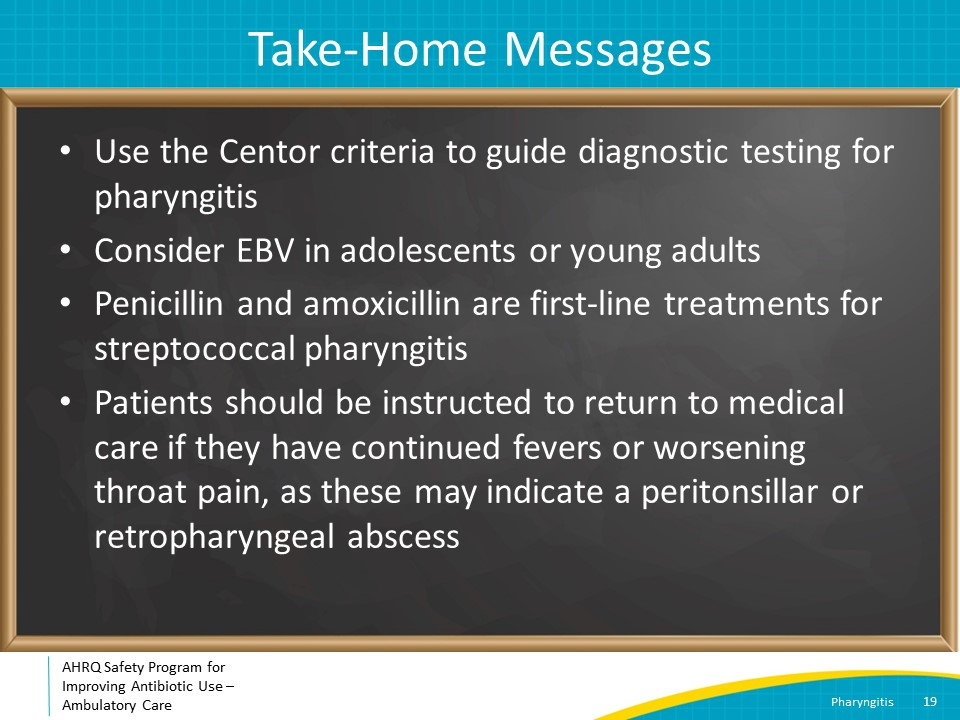 Take-Home Messages
• Use the Centor criteria to guide diagnostic testing for
pharyngitis
• Consider EBV in adolescents or young adults
• Penicillin and amoxicillin are first-line treatments for
streptococcal pharyngitis
• Patients should be instructed to return to medical
care if they have continued fevers or worsening
throat pain, as these may indicate a peritonsillar or
retropharyngeal abscess
AHRQ Safety Program for
Improving Antibiotic Use –
Ambulatory Care
Pharyngitis 19